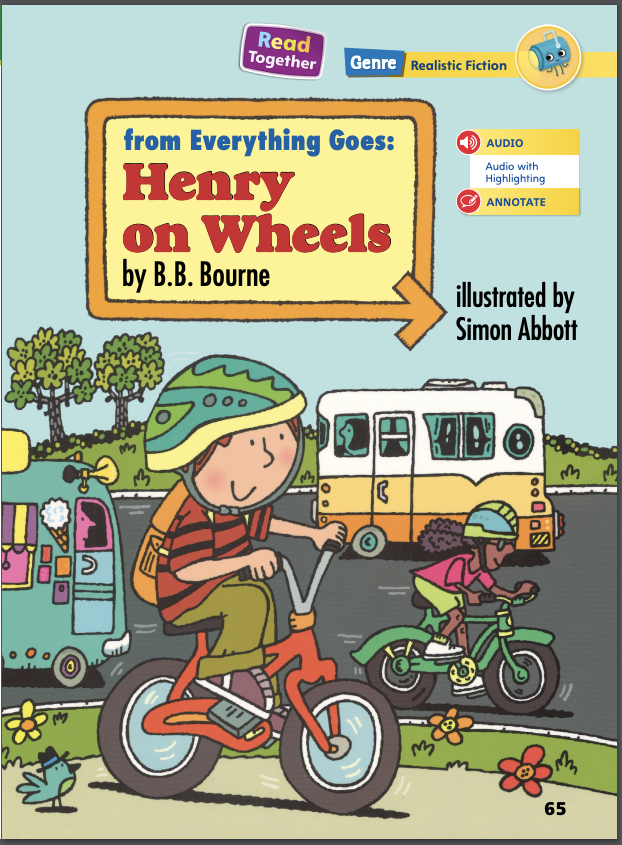 Read
Together
Genre
Realistic Fiction
from Everything Goes:
Henry
on Wheels
by B.B. Bourne
illustrated by
Simon Abbott
AUDIO
Audio with
Highlighting
ANNOTATE
65